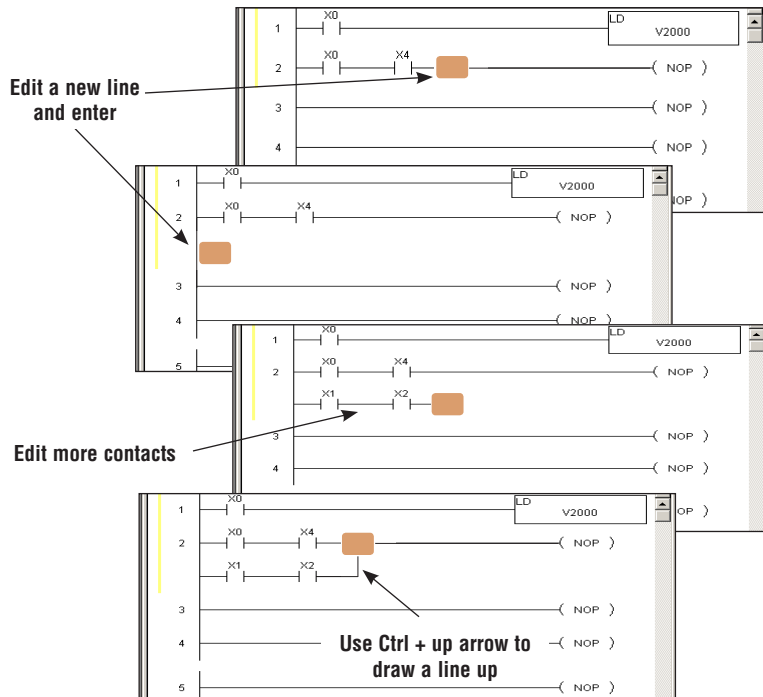 X0
LD
1
V2000
X0 X4
2 ( NOP )
Edit a new line
and enter
3 ( NOP )
4 ( NOP )
X0
LD
1
V2000
OP )
X0 X4
2 ( NOP )
3 ( NOP )
4 ( NOP )
X0
LD
1
V2000
5
X0 X4
2 ( NOP )
X1 X2
3 ( NOP )
Edit more contacts
4 ( NOP )
X0
LD
1
V2000
OP )
X0 X4
2 ( NOP )
X1 X2
3 ( NOP )
4 ( NOP )
Use Ctrl + up arrow to
draw a line up
5 ( NOP )